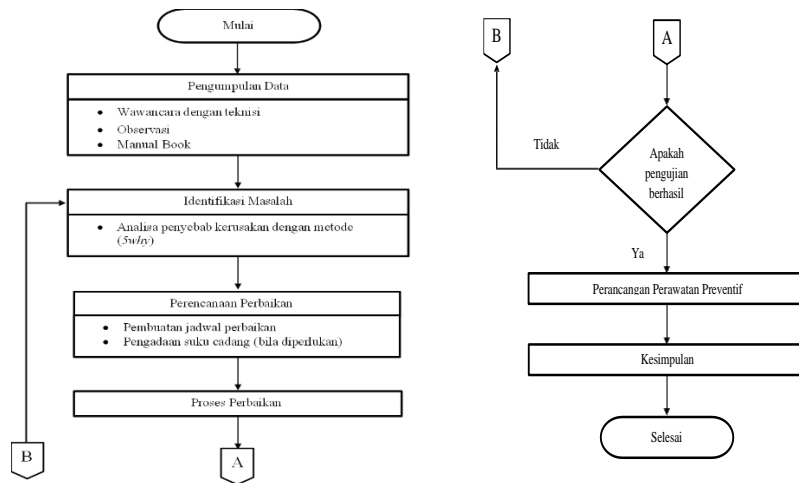 Mulai
Pengumpulan Data
• Wawancara dengan teknisi
• Observasi
• Manual Book
Identifikasi Masalah
• Analisa penyebab kerusakan dengan metode
(5why)
Perencanaan Perbaikan
• Pembuatan jadwal perbaikan
• Pengadaan suku cadang (bila diperlukan)
Proses Perbaikan
B
A
B
A
Tidak
Apakah
pengujian
berhasil
Ya
Perancangan Perawatan Preventif
Kesimpulan
Selesai